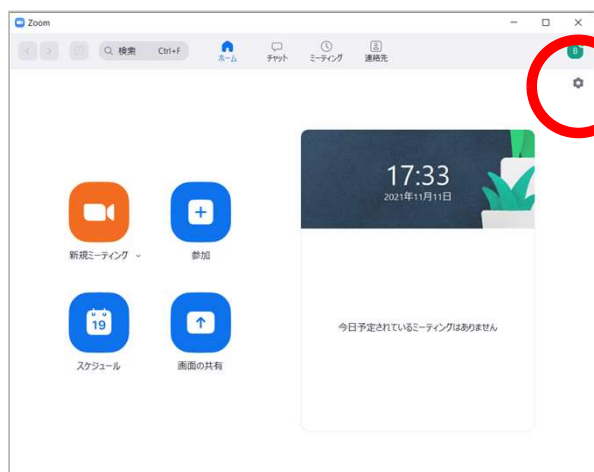 Zoom
検索 Ctrl+F
ホーム
チャット
ミーティング
連絡先
B
17:33
2021年11月11日
新規ミーティング
参加
今日予定されているミーティングはありません
19
スケジュール
画面の共有